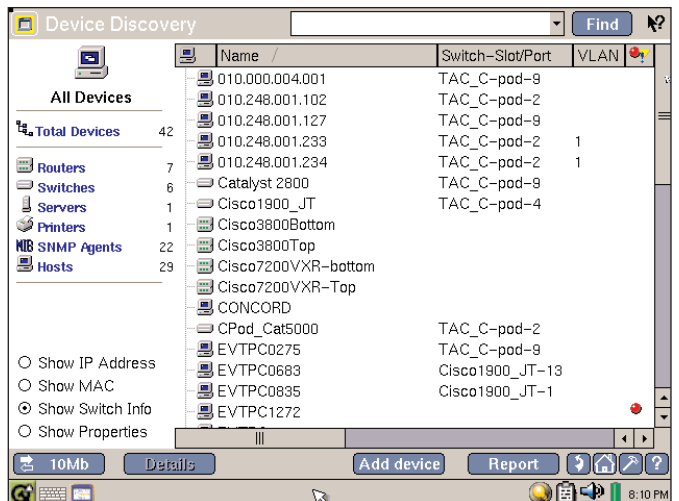 Device Discovery
Find
All Devices
Total Devices 42
Routers 7
Switches 6
Servers 1
Printers 1
MIB SNMP Agents 22
Hosts 29
Show IP Address
Show MAC
Show Switch Info
Show Properties
Name / Switch-Slot/Port VLAN
010.000.004.001 TAC_C-pod-9
010.248.001.102 TAC_C-pod-2
010.248.001.127 TAC_C-pod-9
010.248.001.233 TAC_C-pod-2 1
010.248.001.234 TAC_C-pod-2 1
Catalyst 2800 TAC_C-pod-9
Cisco1900_JT TAC_C-pod-4
Cisco3800Bottom
Cisco3800Top
Cisco7200VXR-bottom
Cisco7200VXR-Top
CONCORD
CPod_Cat5000 TAC_C-pod-2
EVTPC0275 TAC_C-pod-9
EVTPC0683 Cisco1900_JT-13
EVTPC0835 Cisco1900_JT-1
EVTPC1272
10Mb Details Add device Report ?
8:10 PM